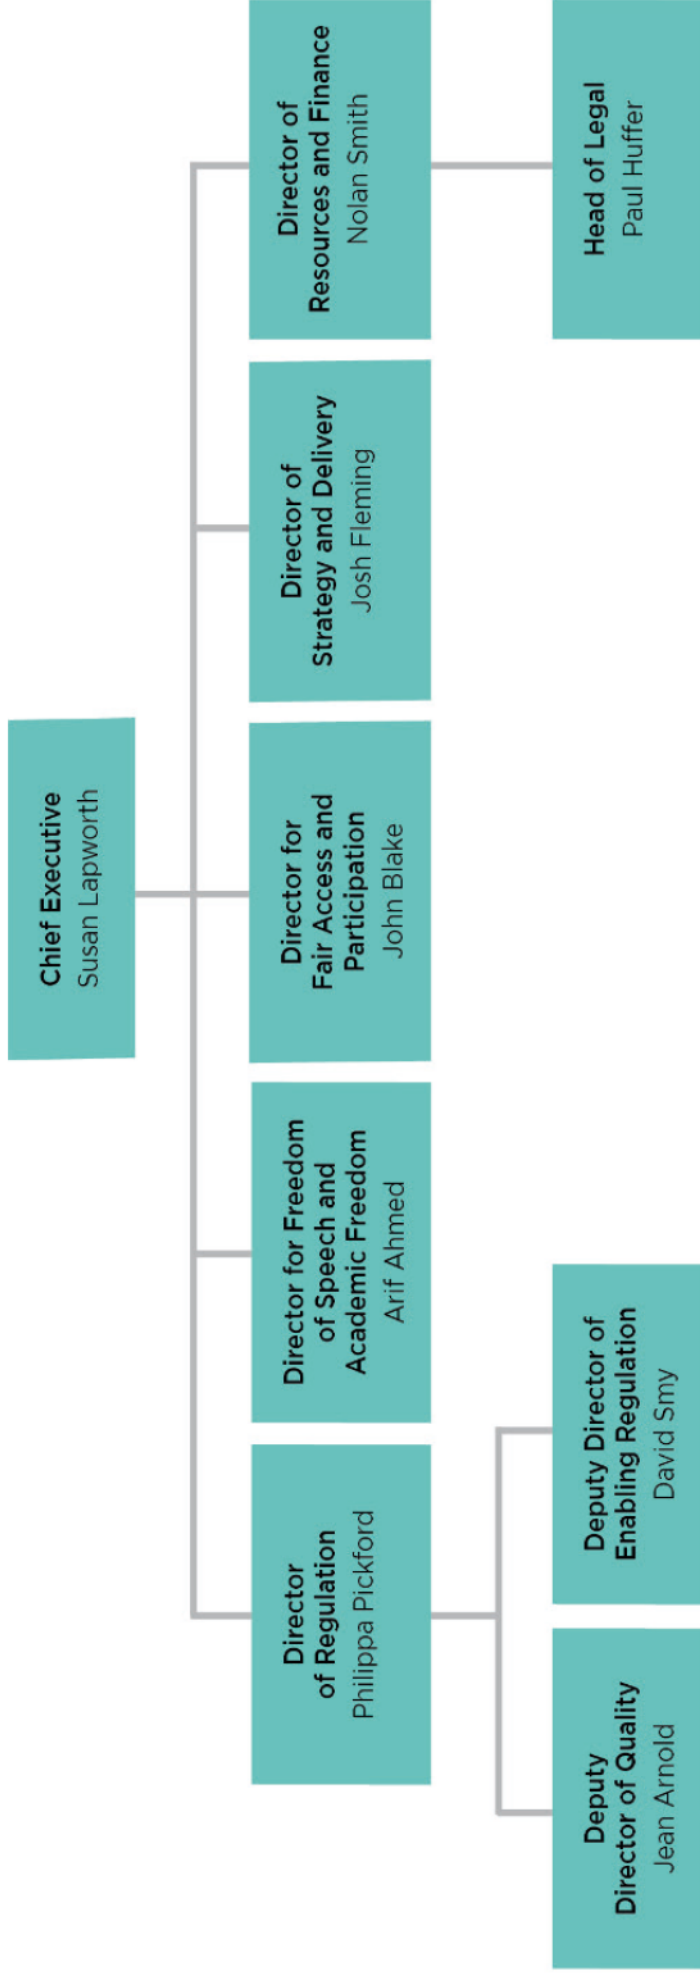 Chief Executive
Susan Lapworth
Director
of Regulation
Philippa Pickford
Director for Freedom
of Speech and
Academic Freedom
Arif Ahmed
Director for
Fair Access and
Participation
John Blake
Director of
Strategy and Delivery
Josh Fleming
Director of
Resources and Finance
Nolan Smith
Deputy
Director of Quality
Jean Arnold
Deputy Director of
Enabling Regulation
David Smy
Head of Legal
Paul Huffer